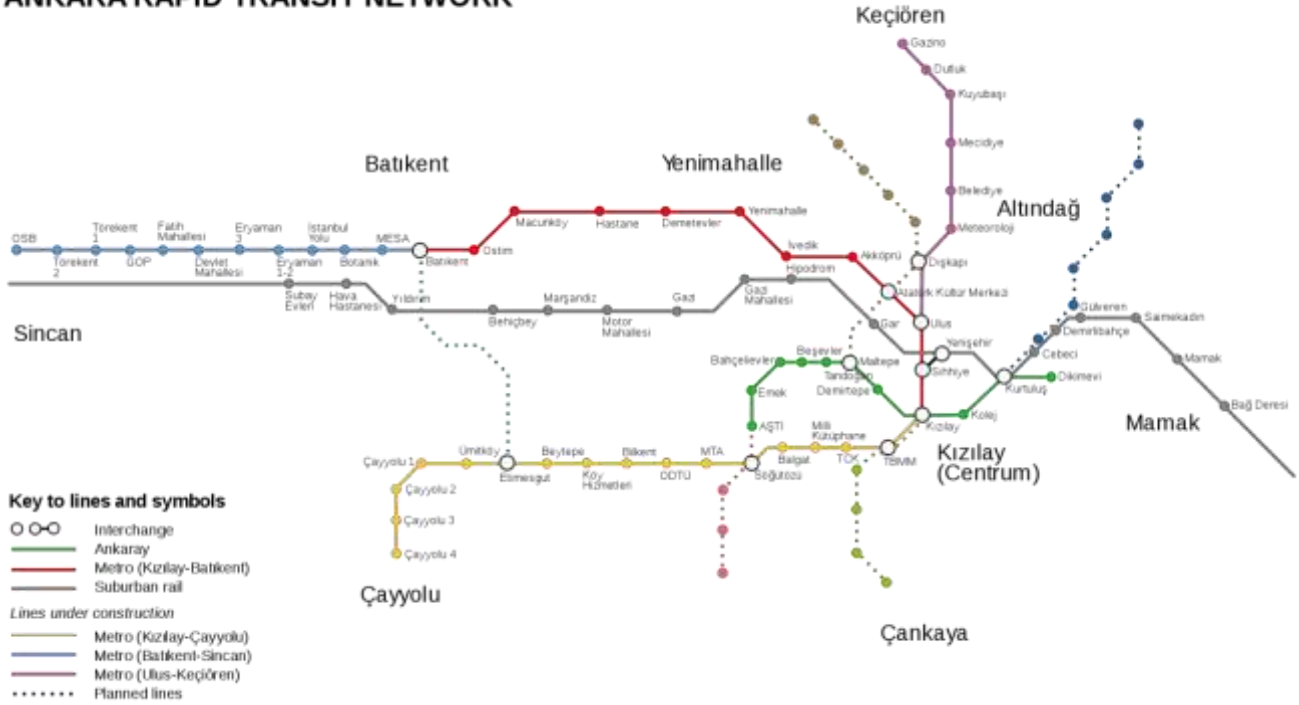 ANKARA RAPID TRANSIT NETWORK
Keçiören
Gazino
Dutluk
Kuyubaşı
Mecidiye
Belediye
Meteoroloji
Dışkapı
Altındağ
Batıkent
Yenimahalle
OSB
Törekent
2
Törekent
1
GOP
Fatih
Mahallesi
Devlet
Mahallesi
Eryaman
3
Eryaman
1-2
İstanbul
Yolu
Botanik
MESA
Batıkent
Ostim
Macunköy
Hastane
Demetevler
Yenimahalle
İvedik
Akköprü
Atatürk Kültür Merkezi
Ulus
Sincan
Subay
Evleri
Hava
Hastanesi
Yıldırım
Behiçbey
Marşandiz
Motor
Mahallesi
Gazi
Gazi
Mahallesi
Hipodrom
Gar
Yenişehir
Sıhhiye
Kurtuluş
Cebeci
Demirlibahçe
Gülveren
Saimekadın
Mamak
Bağ Deresi
Mamak
Dikimevi
Kolej
Kızılay
Demirtepe
Maltepe
Tandoğan
Beşevler
Bahçelievler
Emek
AŞTİ
Kızılay
(Centrum)
TBMM
TCK
Milli
Kütüphane
Balgat
Söğütözü
MTA
ODTÜ
Bilkent
Köy
Hizmetleri
Beytepe
Etimesgut
Ümitköy
Çayyolu 1
Çayyolu 2
Çayyolu 3
Çayyolu 4
Çayyolu
Çankaya
Key to lines and symbols
Interchange
Ankaray
Metro (Kızılay-Batıkent)
Suburban rail
Lines under construction
Metro (Kızılay-Çayyolu)
Metro (Batıkent-Sincan)
Metro (Ulus-Keçiören)
Planned lines